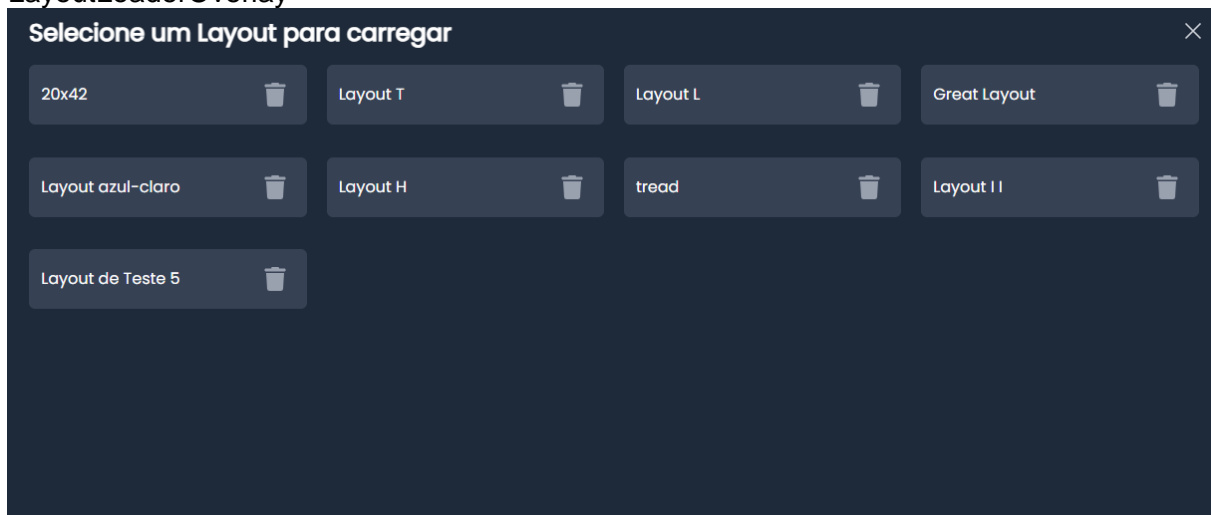 LayoutLoaderOverlay
Selecione um Layout para carregar
20x42
Layout T
Layout L
Great Layout
Layout azul-claro
Layout H
tread
Layout I I
Layout de Teste 5